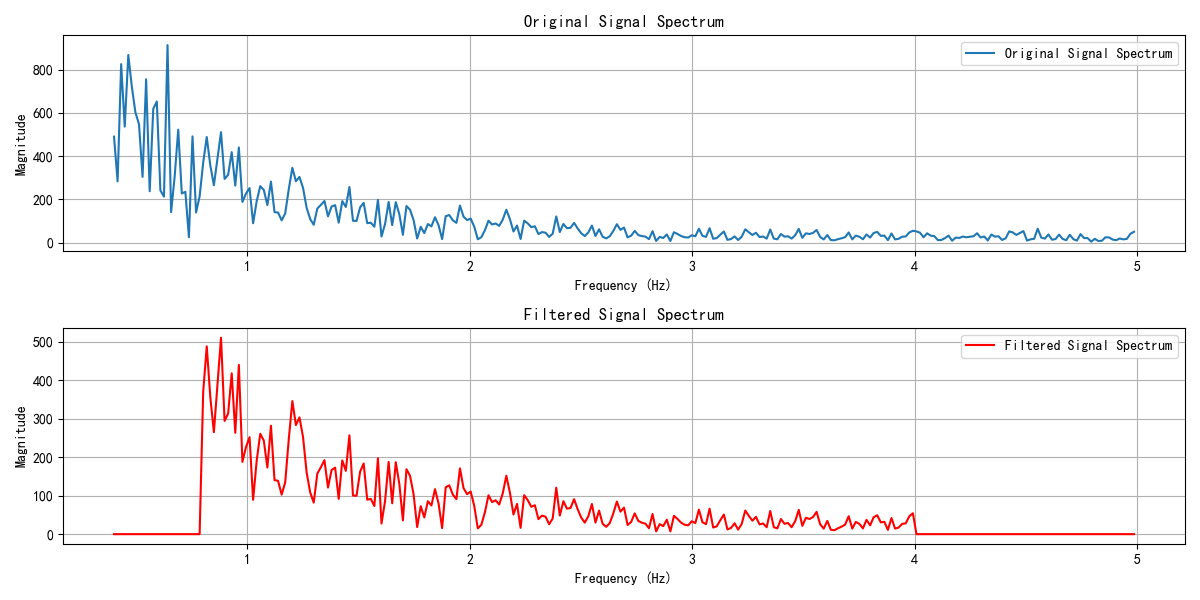 Original Signal Spectrum
Original Signal Spectrum
Magnitude
800
600
400
200
0
1
2
3
4
5
Frequency (Hz)
Filtered Signal Spectrum
Filtered Signal Spectrum
Magnitude
500
400
300
200
100
0
1
2
3
4
5
Frequency (Hz)